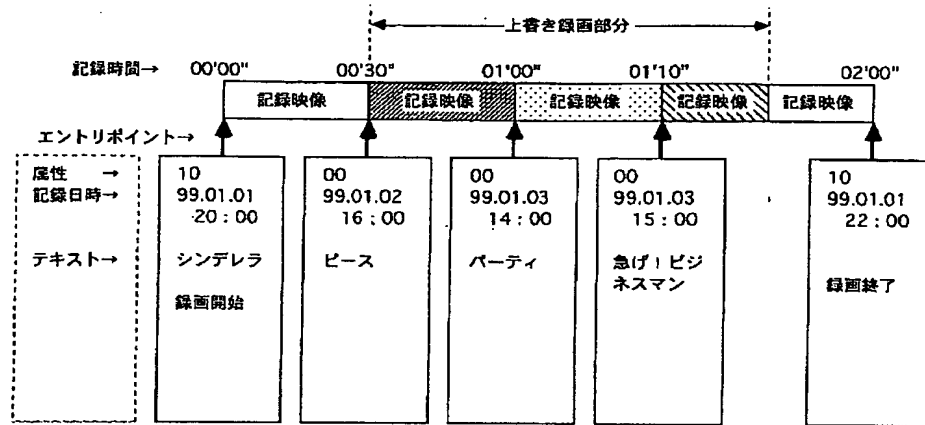 上書き録画部分
記録時間→ 00'00" 00'30" 01'00" 01'10" 02'00"
記録映像 記録映像 記録映像 記録映像 記録映像
エントリポイント→
属性 → 10 00 00 00 10
記録日時→ 99.01.01 99.01.02 99.01.03 99.01.03 99.01.01
20:00 16:00 14:00 15:00 22:00
テキスト→ シンデレラ ピース パーティ 急げ!ビジ
ネスマン
録画開始 録画終了